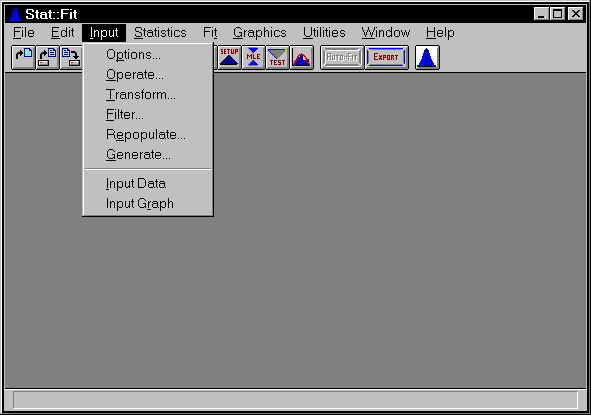 Stat::Fit
File Edit Input Statistics Fit Graphics Utilities Window Help
SETUP MLE TEST AUTO::FIT EXPORT
Options...
Operate...
Transform...
Filter...
Repopulate...
Generate...
Input Data
Input Graph